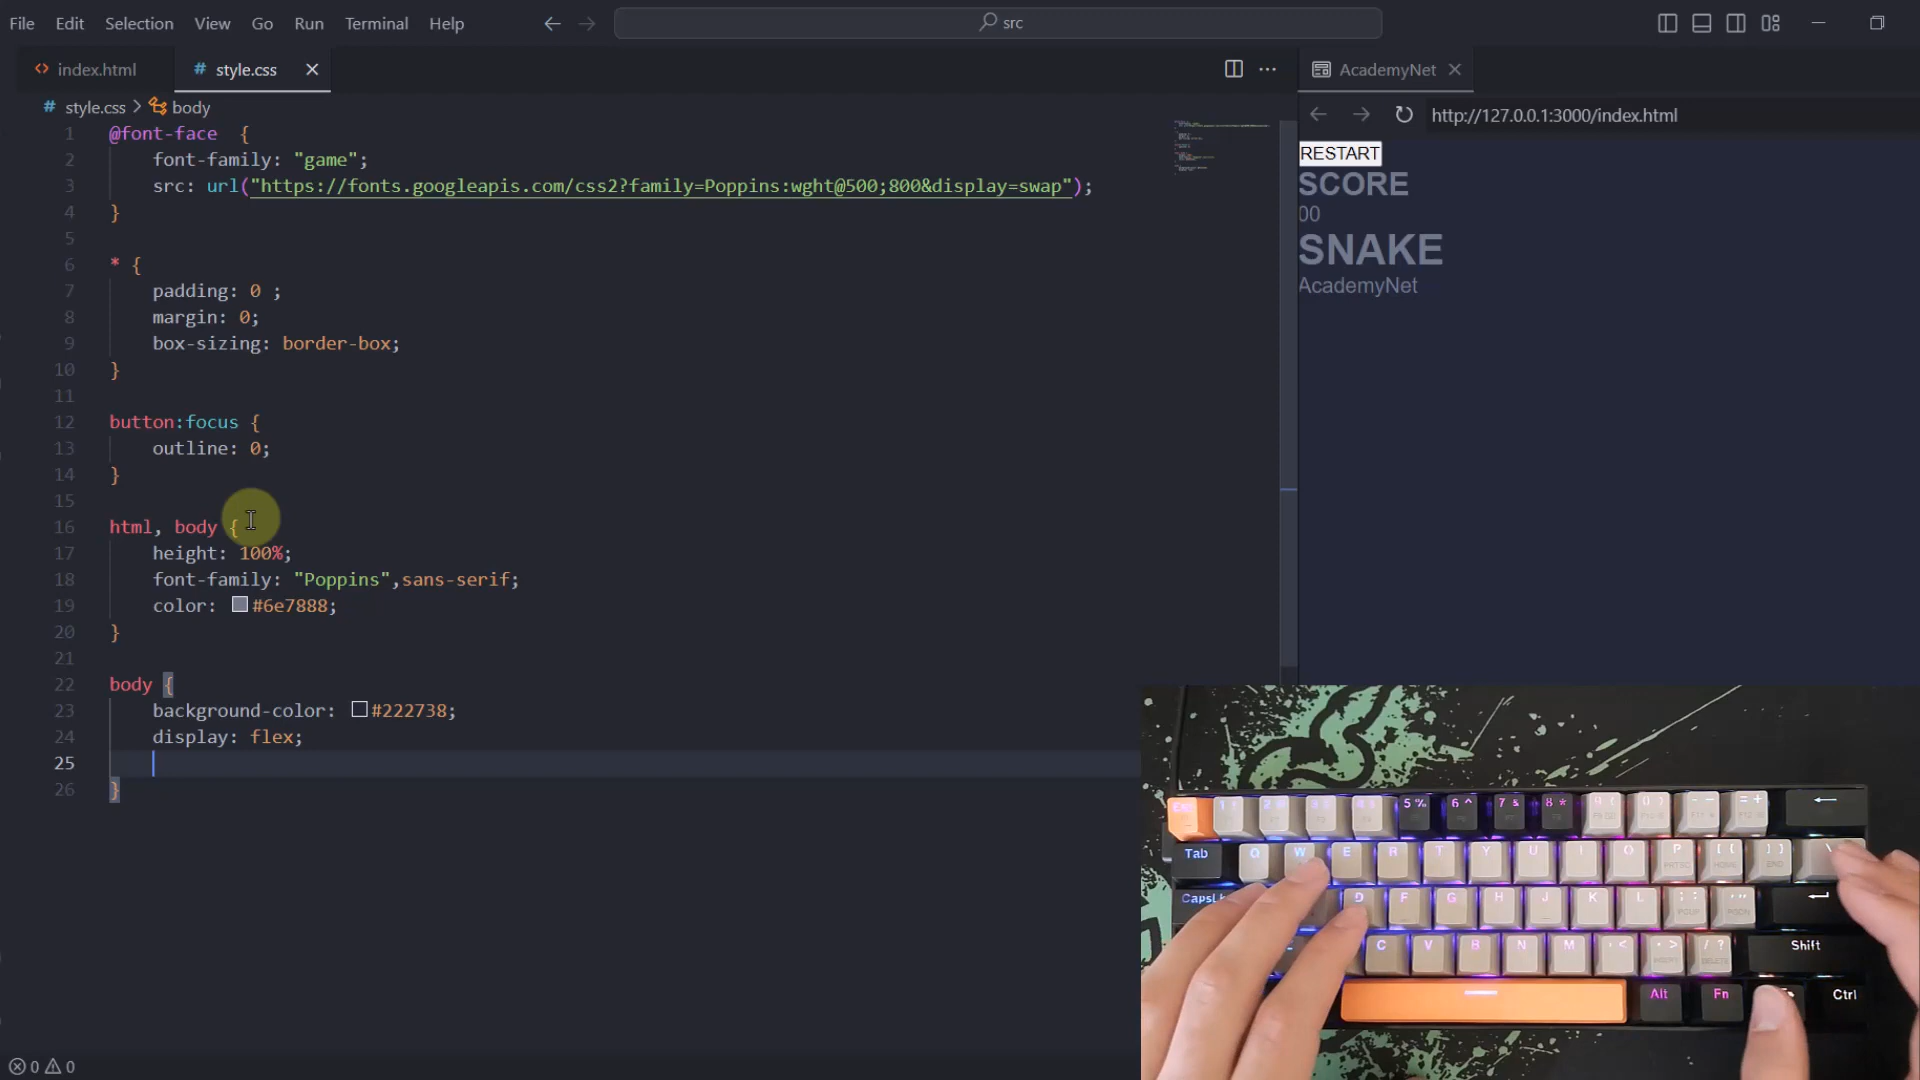 File Edit Selection View Go Run Terminal Help
src
index.html
style.css
AcademyNet
style.css > body
http://127.0.0.1:3000/index.html
1 @font-face {
2 font-family: "game";
3 src: url("https://fonts.googleapis.com/css2?family=Poppins:wght@500;800&display=swap");
4 }
5
6 * {
7 padding: 0 ;
8 margin: 0;
9 box-sizing: border-box;
10 }
11
12 button:focus {
13 outline: 0;
14 }
15
16 html, body {
17 height: 100%;
18 font-family: "Poppins",sans-serif;
19 color: #6e7888;
20 }
21
22 body {
23 background-color: #222738;
24 display: flex;
25
26 }
RESTART
SCORE
00
SNAKE
AcademyNet
5 % 6 ^ 7 & 8 *
Tab Q W E R T Y U I O P [ { ] } \
D F G H J K L
C V B N M , < . > / ? Shift
Alt Fn Ctrl
0 0